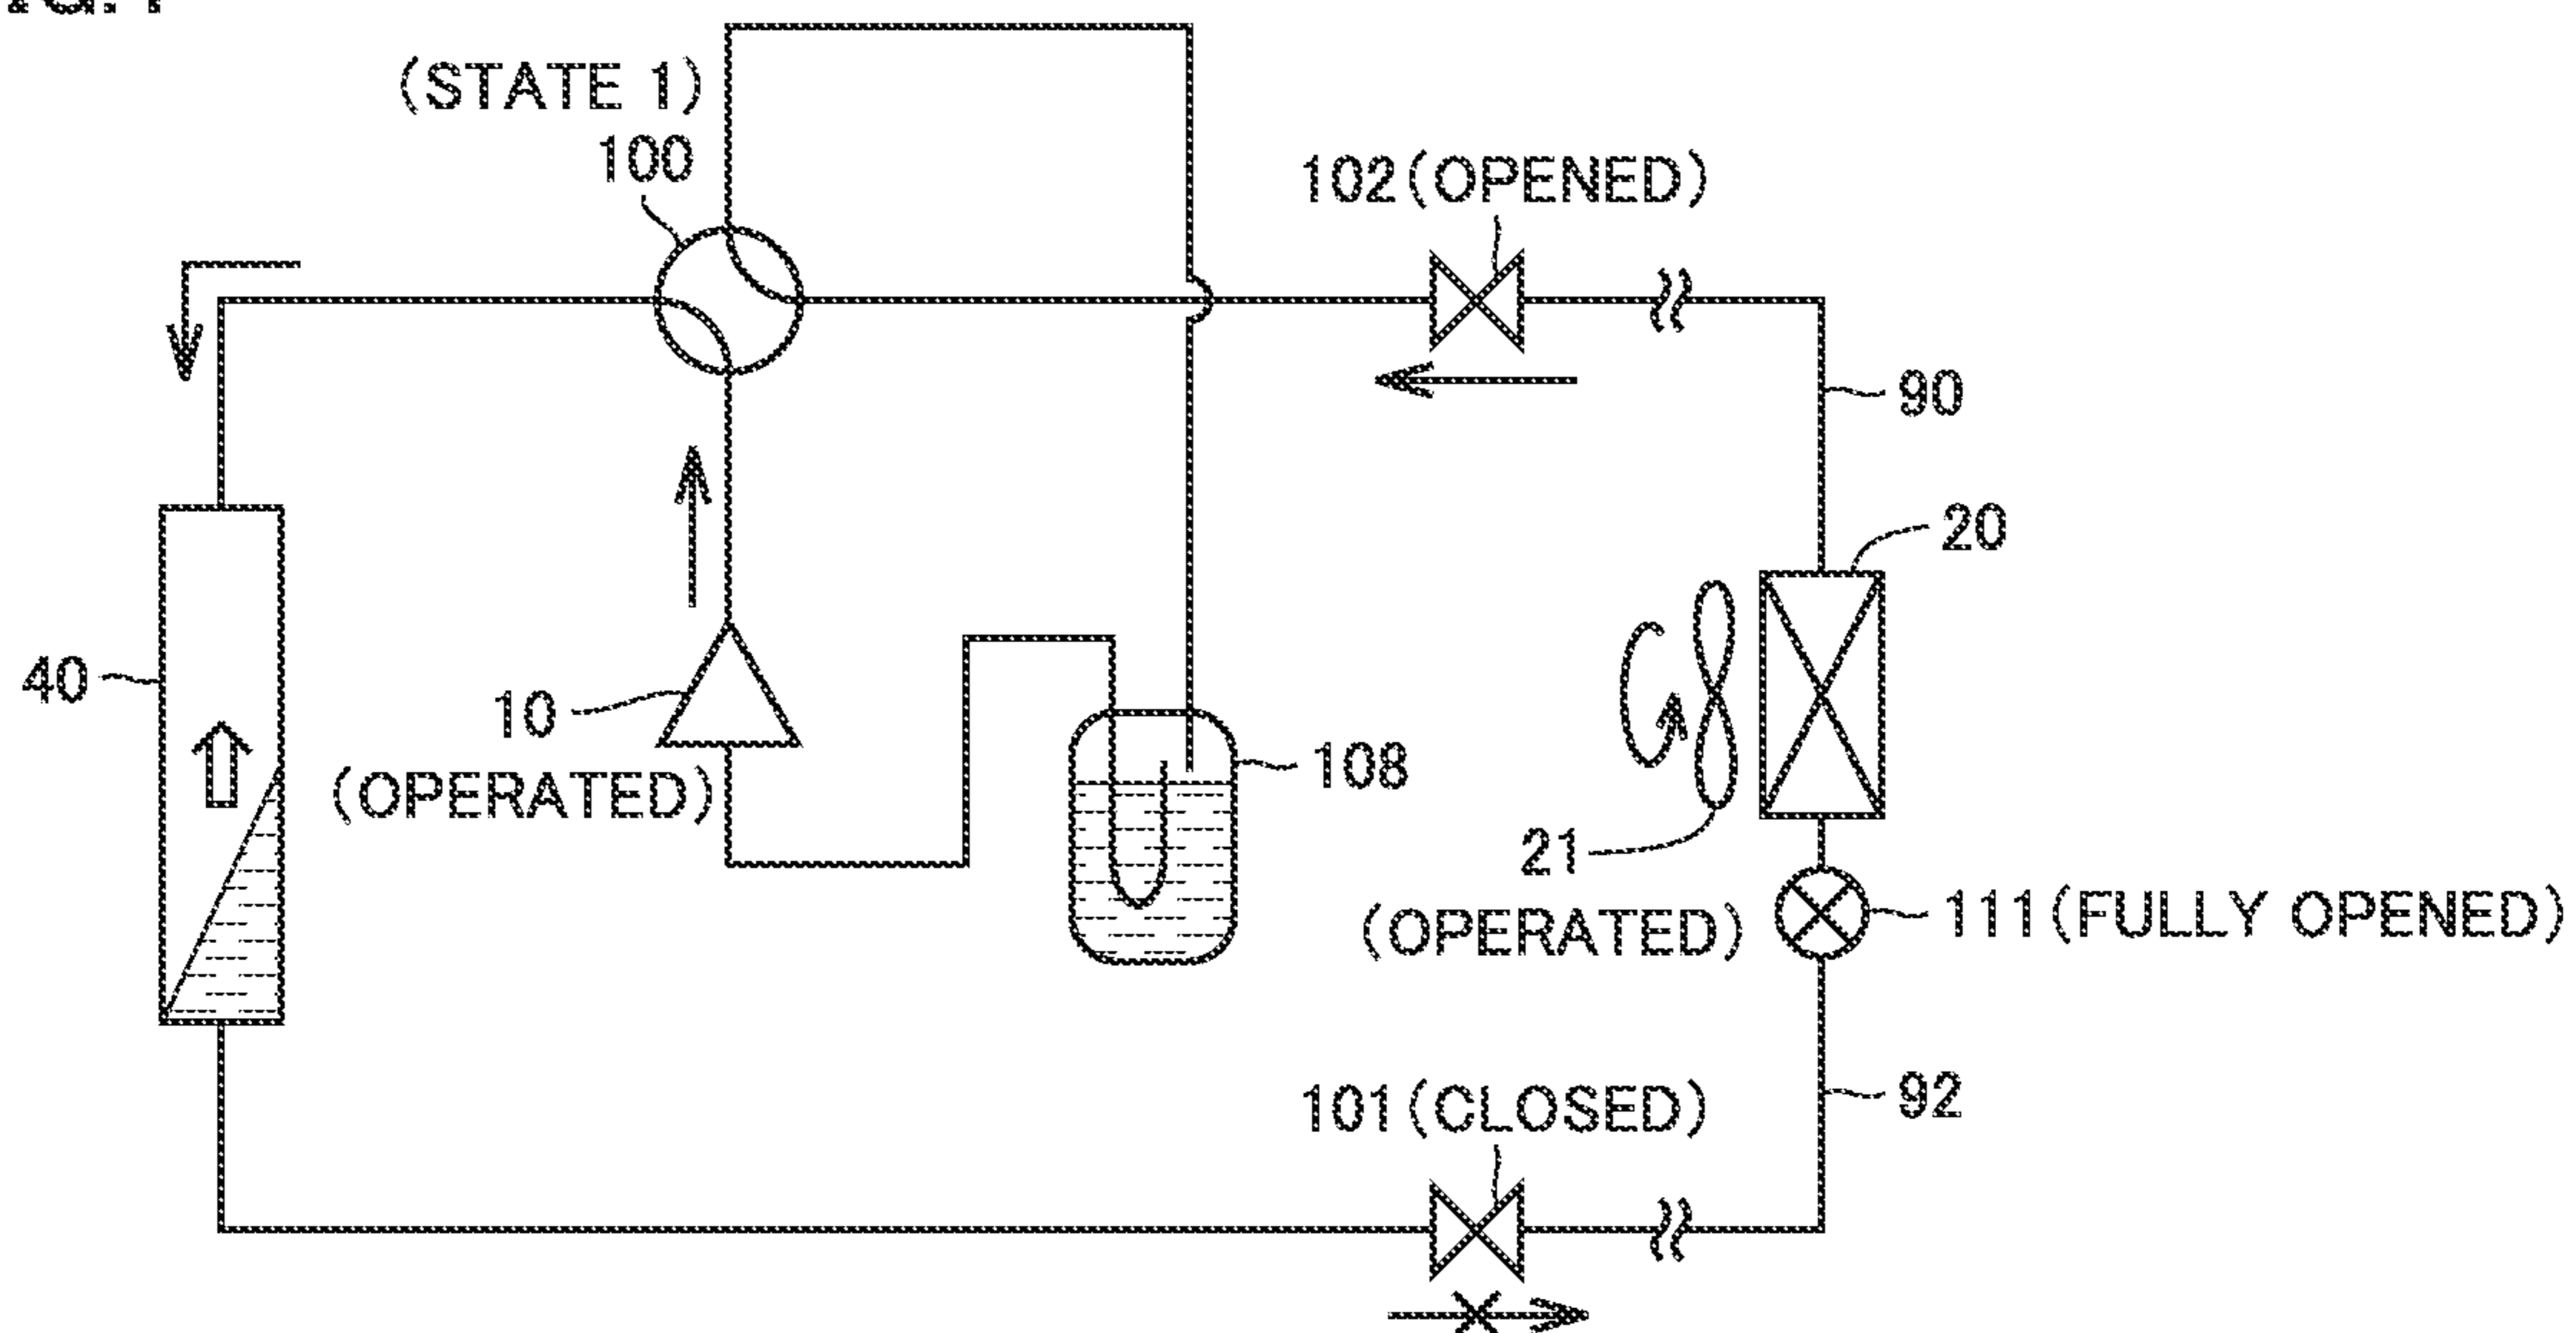 (STATE 1)
100
102(OPENED)
90
20
40
10
(OPERATED)
108
21
(OPERATED)
111(FULLY OPENED)
101(CLOSED)
92